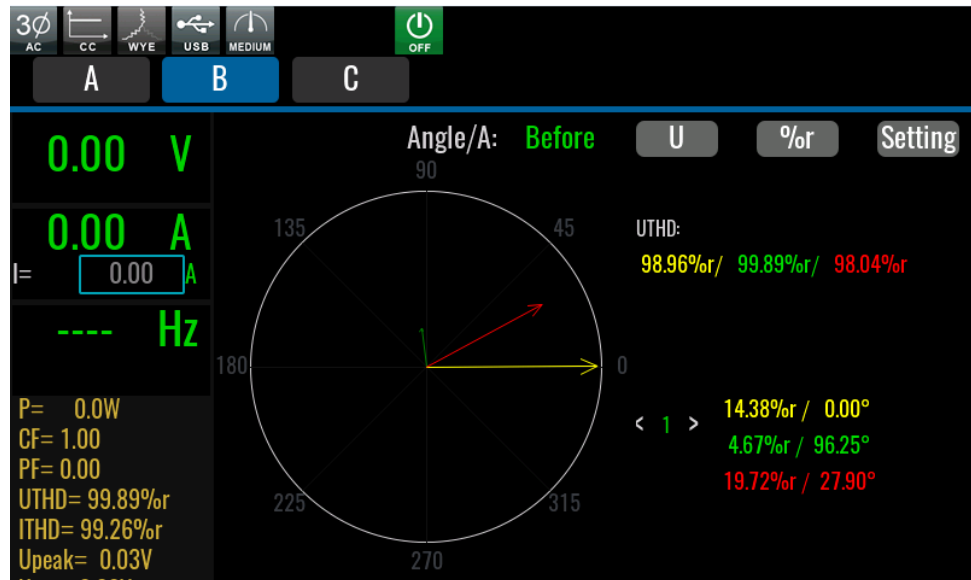 3Ø AC CC WYE USB MEDIUM OFF
A B C
0.00 V
0.00 A
I= 0.00 A
---- Hz
P= 0.0W
CF= 1.00
PF= 0.00
UTHD= 99.89%r
ITHD= 99.26%r
Upeak= 0.03V
Angle/A: Before U %r Setting
90
135 45
180 0
225 315
270
UTHD:
98.96%r/ 99.89%r/ 98.04%r
14.38%r / 0.00°
< 1 >
4.67%r / 96.25°
19.72%r / 27.90°